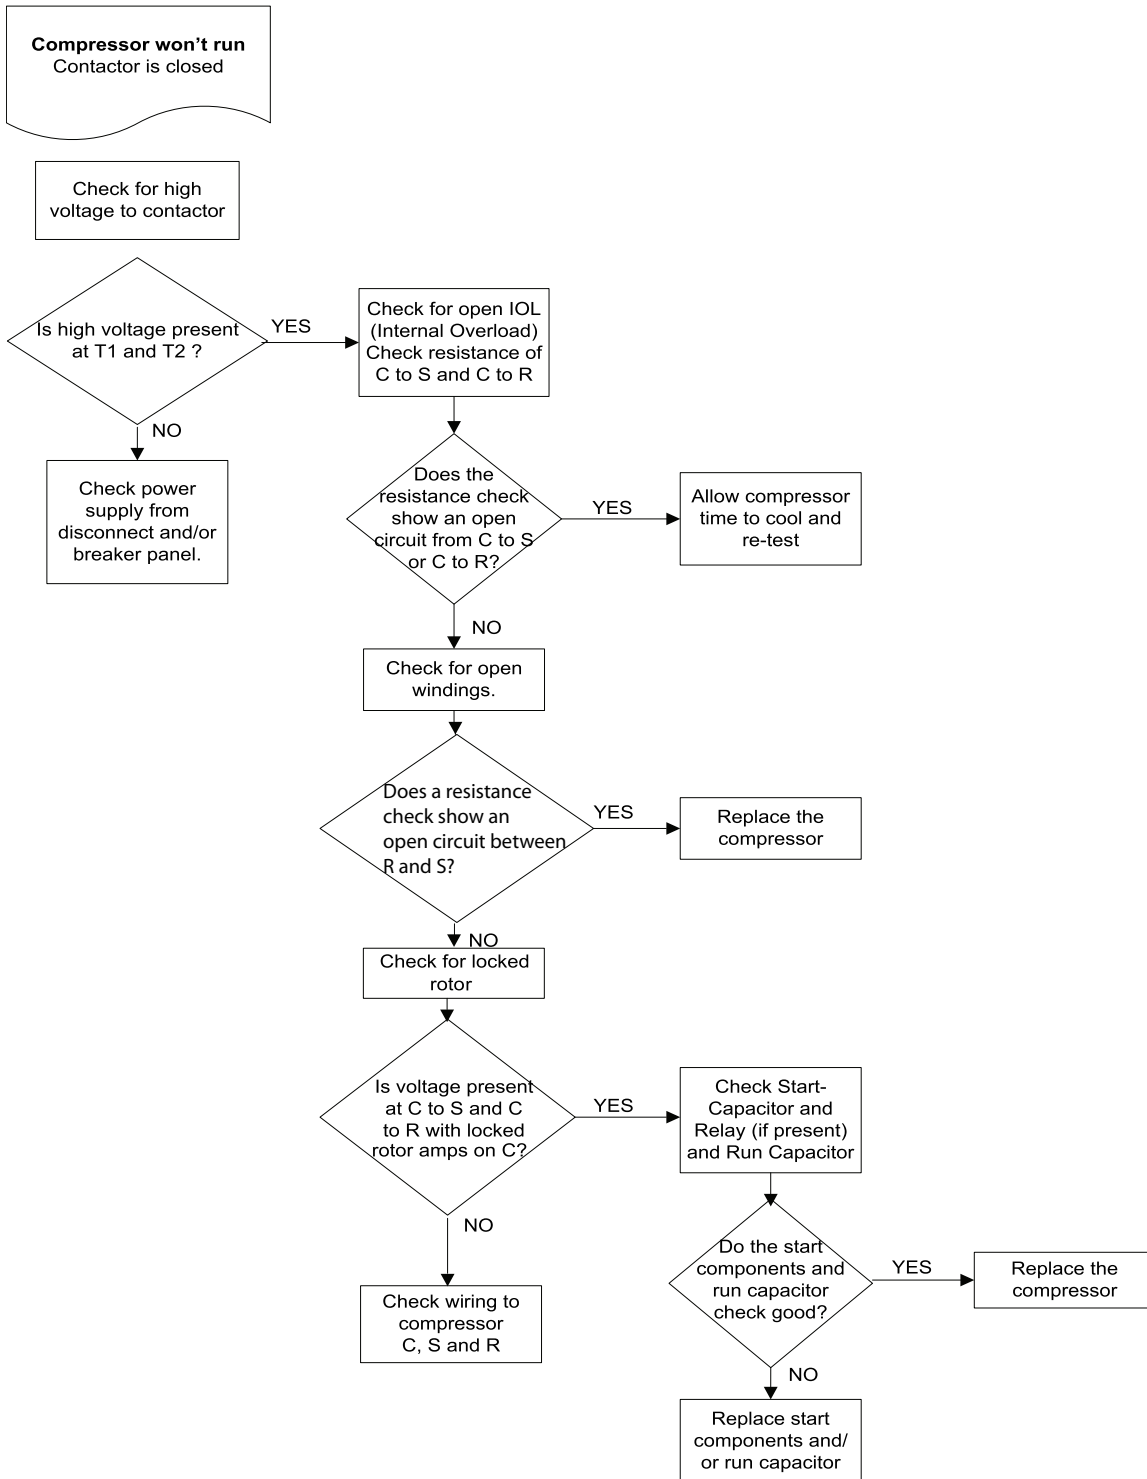 Compressor won't run
Contactor is closed
Check for high
voltage to contactor
Is high voltage present
at T1 and T2 ?
YES
NO
Check power
supply from
disconnect and/or
breaker panel.
Check for open IOL
(Internal Overload)
Check resistance of
C to S and C to R
Does the
resistance check
show an open
circuit from C to S
or C to R?
YES
Allow compressor
time to cool and
re-test
NO
Check for open
windings.
Does a resistance
check show an
open circuit between
R and S?
YES
Replace the
compressor
NO
Check for locked
rotor
Is voltage present
at C to S and C
to R with locked
rotor amps on C?
YES
NO
Check wiring to
compressor
C, S and R
Check Start-
Capacitor and
Relay (if present)
and Run Capacitor
Do the start
components and
run capacitor
check good?
YES
Replace the
compressor
NO
Replace start
components and/
or run capacitor